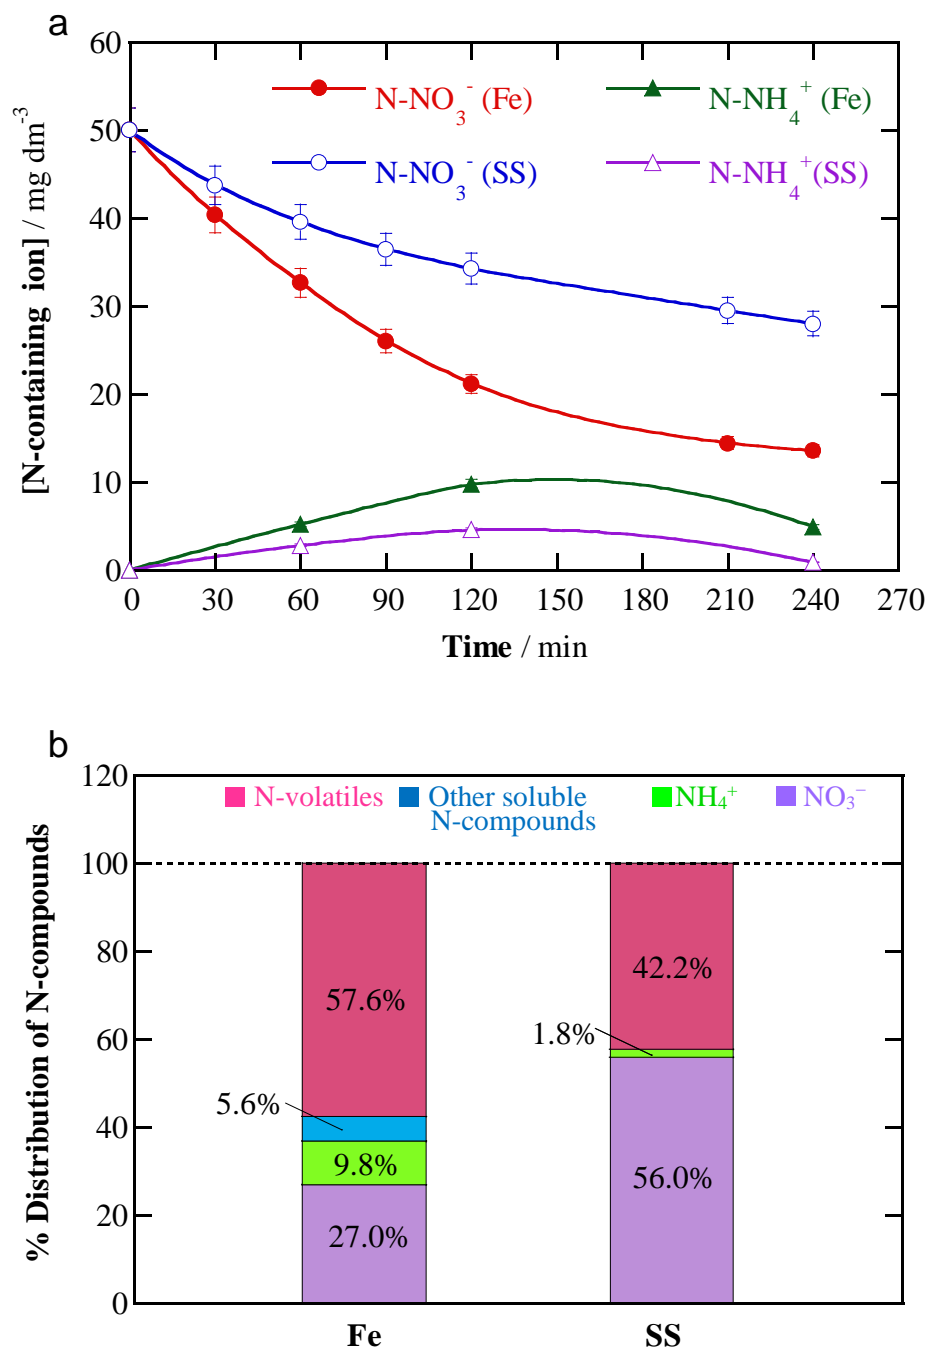 a
60
50
40
30
20
10
0
[N-containing ion] / mg dm⁻³
N-NO₃⁻ (Fe)
N-NH₄⁺ (Fe)
N-NO₃⁻ (SS)
N-NH₄⁺(SS)
0 30 60 90 120 150 180 210 240 270
Time / min
b
120
100
80
60
40
20
0
% Distribution of N-compounds
N-volatiles
Other soluble
N-compounds
NH₄⁺
NO₃⁻
57.6%
5.6%
9.8%
27.0%
42.2%
1.8%
56.0%
Fe SS